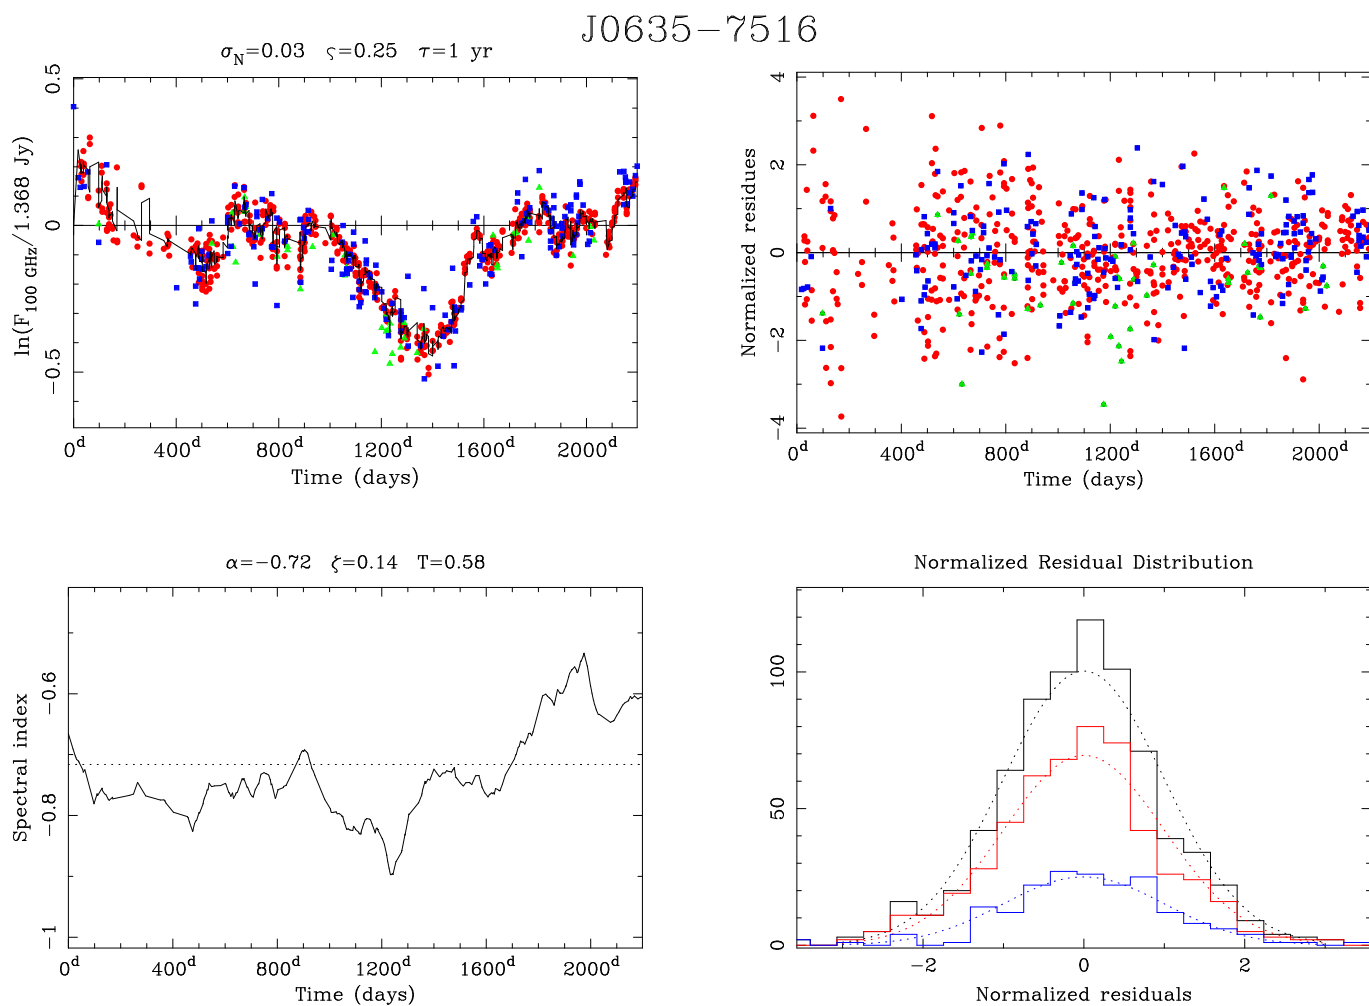 J0635−7516
σN=0.03 ς=0.25 τ=1 yr
ln(F100 GHz/1.368 Jy)
0.5
0
−0.5
0d 400d 800d 1200d 1600d 2000d
Time (days)
Normalized residues
4
2
0
−2
−4
0d 400d 800d 1200d 1600d 2000d
Time (days)
α=−0.72 ζ=0.14 T=0.58
Spectral index
−0.6
−0.8
−1
0d 400d 800d 1200d 1600d 2000d
Time (days)
Normalized Residual Distribution
100
50
0
−2 0 2
Normalized residuals